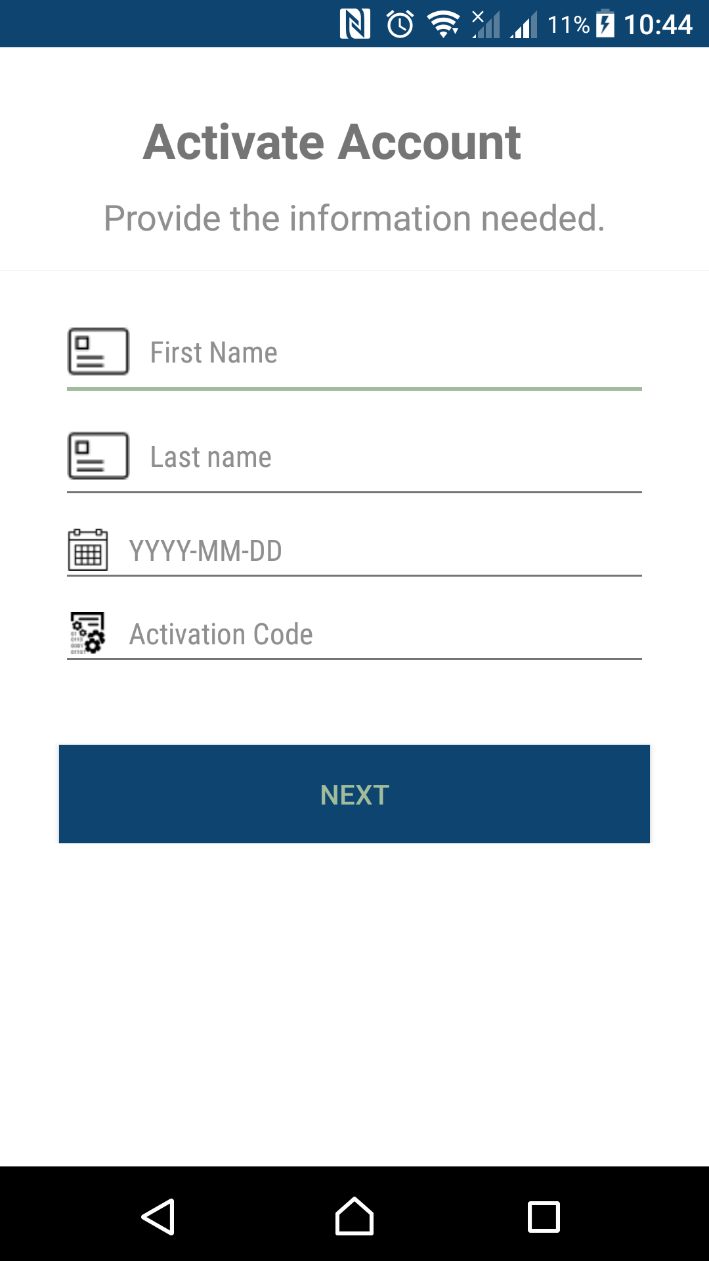 11% 10:44
Activate Account
Provide the information needed.
First Name
Last name
YYYY-MM-DD
Activation Code
NEXT